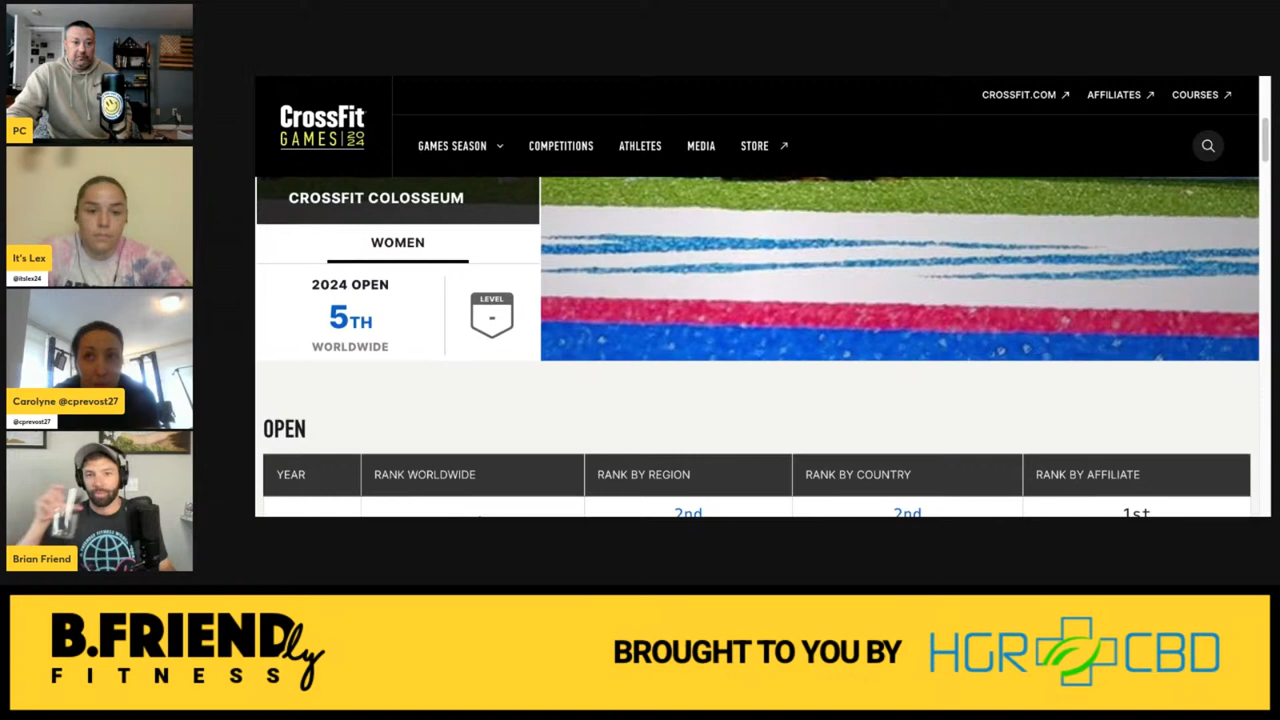 PC
It's Lex
@itslex24
Carolyne @cprevost27
@cprevost27
Brian Friend
CrossFit
GAMES 2024
CROSSFIT.COM
AFFILIATES
COURSES
GAMES SEASON
COMPETITIONS
ATHLETES
MEDIA
STORE
CROSSFIT COLOSSEUM
WOMEN
2024 OPEN
5TH
WORLDWIDE
LEVEL
-
OPEN
YEAR
RANK WORLDWIDE
RANK BY REGION
RANK BY COUNTRY
RANK BY AFFILIATE
2nd
2nd
1st
B.FRIENDly
FITNESS
BROUGHT TO YOU BY
HGR CBD